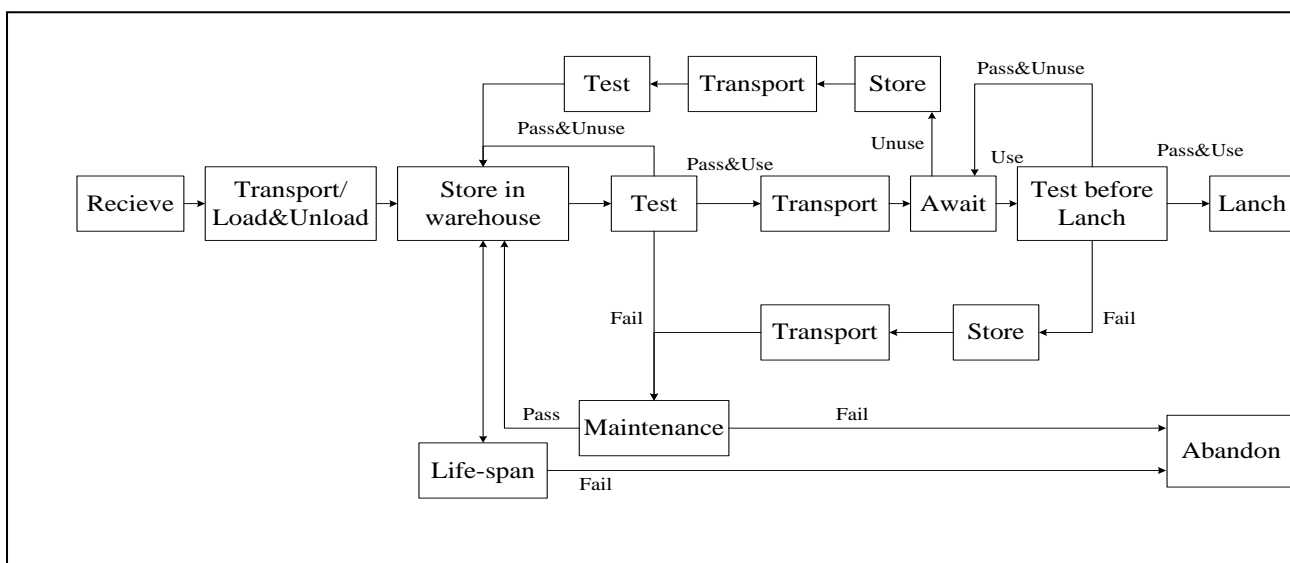 Pass&Unuse
Test
Transport
Store
Pass&Unuse
Unuse
Use
Pass&Use
Pass&Use
Recieve
Transport/
Load&Unload
Store in
warehouse
Test
Transport
Await
Test before
Lanch
Lanch
Fail
Transport
Store
Fail
Pass
Maintenance
Fail
Abandon
Life-span
Fail